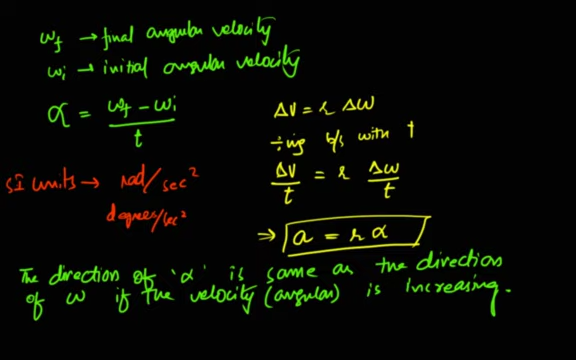 ωf → final angular velocity
ωi → initial angular velocity
α = ωf - ωi / t
SI units → rad/sec²
degrees/sec²
Δv = r Δω
÷ing b/s with t
Δv/t = r Δω/t
⇒ a = r α
The direction of 'α' is same as the direction
of ω if the velocity (angular) is increasing.